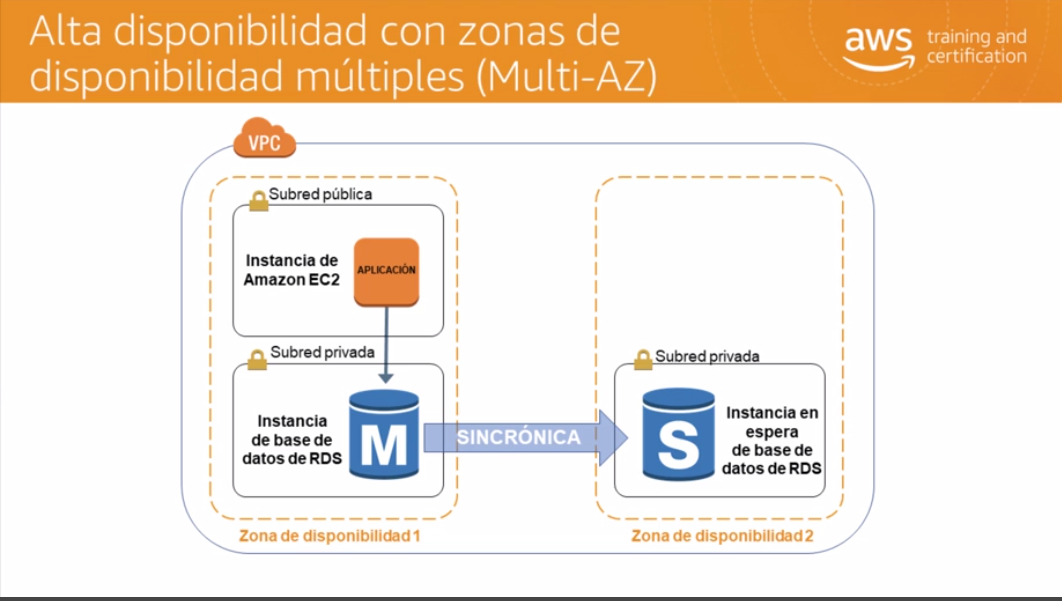 Alta disponibilidad con zonas de
disponibilidad múltiples (Multi-AZ)
aws training and
certification
VPC
Subred pública
Instancia de
Amazon EC2
APLICACIÓN
Subred privada
Instancia
de base de
datos de RDS
M
SINCRÓNICA
Subred privada
S
Instancia en
espera
de base de
datos de RDS
Zona de disponibilidad 1
Zona de disponibilidad 2